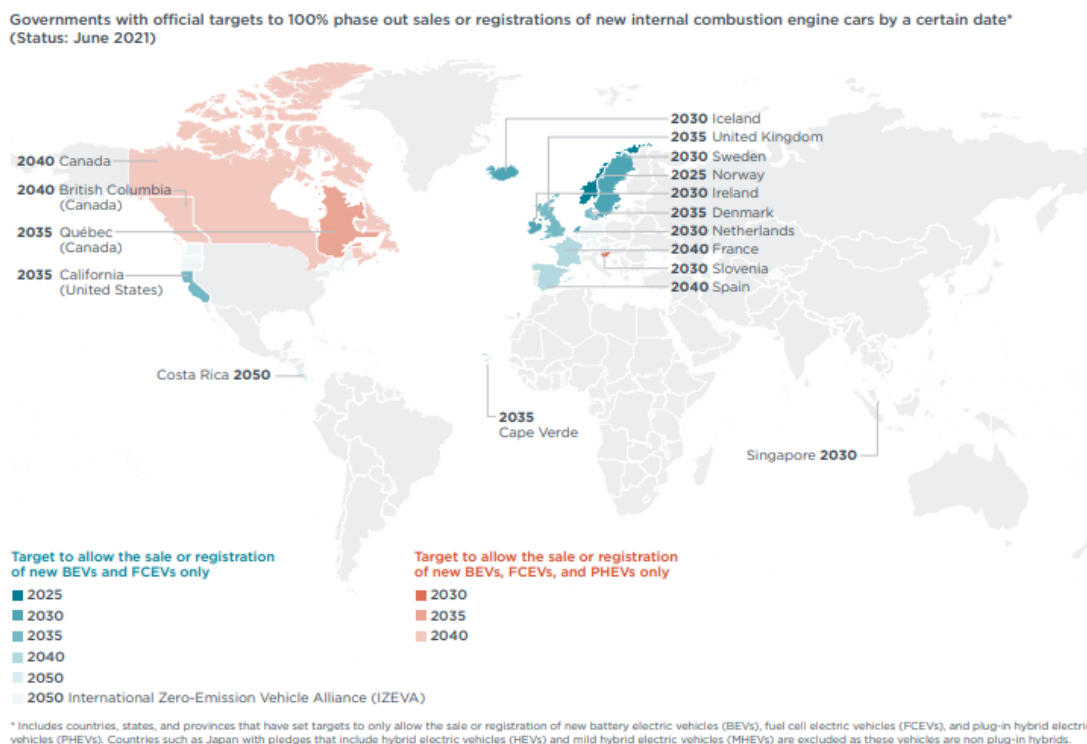 Governments with official targets to 100% phase out sales or registrations of new internal combustion engine cars by a certain date*
(Status: June 2021)
2040 Canada
2040 British Columbia
(Canada)
2035 Québec
(Canada)
2035 California
(United States)
Costa Rica 2050
2030 Iceland
2035 United Kingdom
2030 Sweden
2025 Norway
2030 Ireland
2035 Denmark
2030 Netherlands
2040 France
2030 Slovenia
2040 Spain
2035
Cape Verde
Singapore 2030
Target to allow the sale or registration
of new BEVs and FCEVs only
2025
2030
2035
2040
2050
2050 International Zero-Emission Vehicle Alliance (IZEVA)
Target to allow the sale or registration
of new BEVs, FCEVs, and PHEVs only
2030
2035
2040
* Includes countries, states, and provinces that have set targets to only allow the sale or registration of new battery electric vehicles (BEVs), fuel cell electric vehicles (FCEVs), and plug-in hybrid electric
vehicles (PHEVs). Countries such as Japan with pledges that include hybrid electric vehicles (HEVs) and mild hybrid electric vehicles (MHEVs) are excluded as these vehicles are non plug-in hybrids.